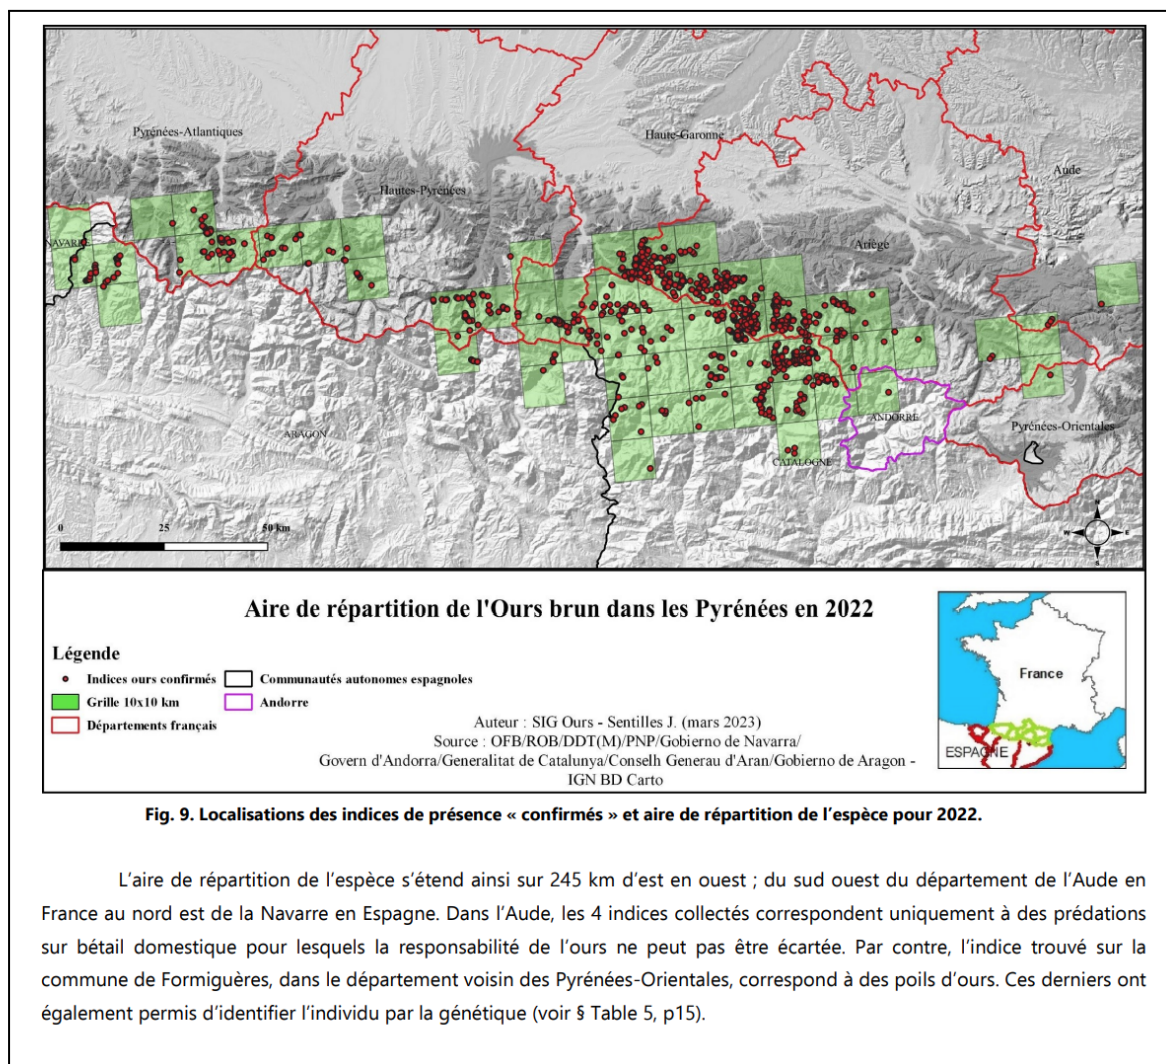 Pyrénées-Atlantiques
Haute-Garonne
Aude
Hautes-Pyrénées
NAVARRE
Ariège
ARAGON
ANDORRE
Pyrénées-Orientales
CATALOGNE
0 25 50 km
N
W E
S
Aire de répartition de l'Ours brun dans les Pyrénées en 2022
Légende
Indices ours confirmés
Communautés autonomes espagnoles
Grille 10x10 km
Andorre
Départements français
Auteur : SIG Ours - Sentilles J. (mars 2023)
Source : OFB/ROB/DDT(M)/PNP/Gobierno de Navarra/
Govern d'Andorra/Generalitat de Catalunya/Conselh Generau d'Aran/Gobierno de Aragon -
IGN BD Carto
France
ESPAGNE
Fig. 9. Localisations des indices de présence « confirmés » et aire de répartition de l'espèce pour 2022.
L'aire de répartition de l'espèce s'étend ainsi sur 245 km d'est en ouest ; du sud ouest du département de l'Aude en
France au nord est de la Navarre en Espagne. Dans l'Aude, les 4 indices collectés correspondent uniquement à des prédations
sur bétail domestique pour lesquels la responsabilité de l'ours ne peut pas être écartée. Par contre, l'indice trouvé sur la
commune de Formiguères, dans le département voisin des Pyrénées-Orientales, correspond à des poils d'ours. Ces derniers ont
également permis d'identifier l'individu par la génétique (voir § Table 5, p15).